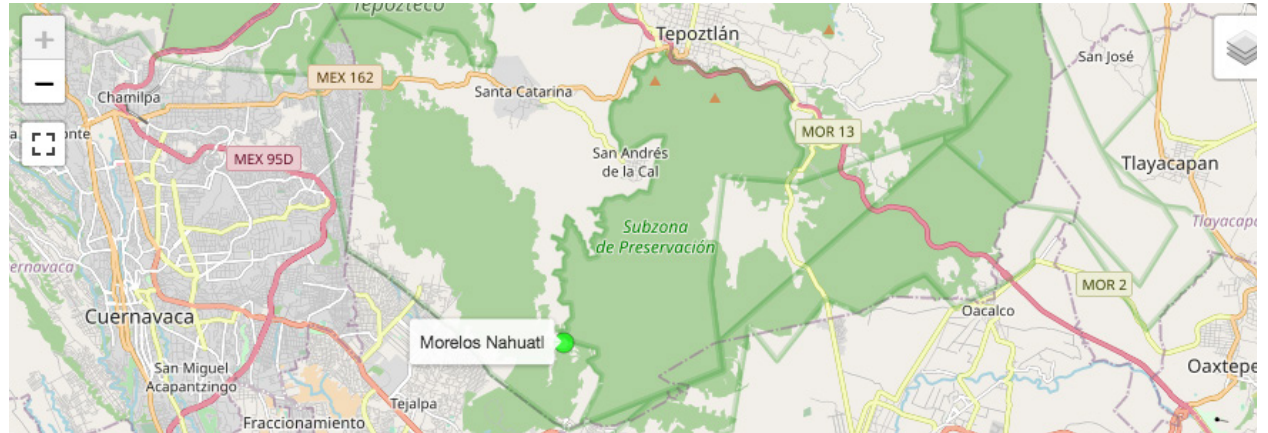 Tepozteco
Tepoztlán
+
San José
MEX 162
Santa Catarina
−
Chamilpa
MOR 13
MEX 95D
San Andrés
de la Cal
Tlayacapan
Subzona
de Preservación
Tlayacapa
ernavaca
MOR 2
Cuernavaca
Oacalco
Morelos Nahuatl
San Miguel
Acapantzingo
Oaxtepe
Tejalpa
Fraccionamiento